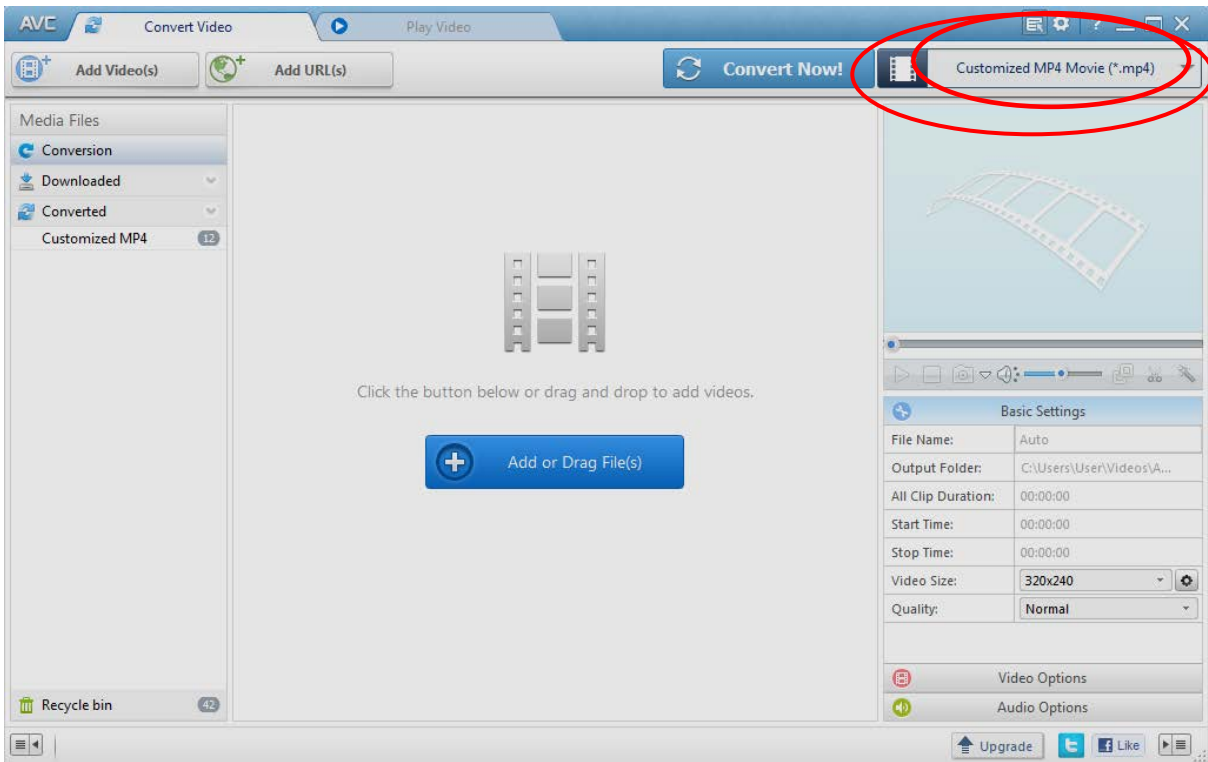 AVC
Convert Video
Play Video
?
Add Video(s)
Add URL(s)
Convert Now!
Customized MP4 Movie (*.mp4)
Media Files
Conversion
Downloaded
Converted
Customized MP4 12
Click the button below or drag and drop to add videos.
Add or Drag File(s)
Basic Settings
File Name: Auto
Output Folder: C:\Users\User\Videos\A...
All Clip Duration: 00:00:00
Start Time: 00:00:00
Stop Time: 00:00:00
Video Size: 320x240
Quality: Normal
Video Options
Audio Options
Recycle bin 42
Upgrade
Like